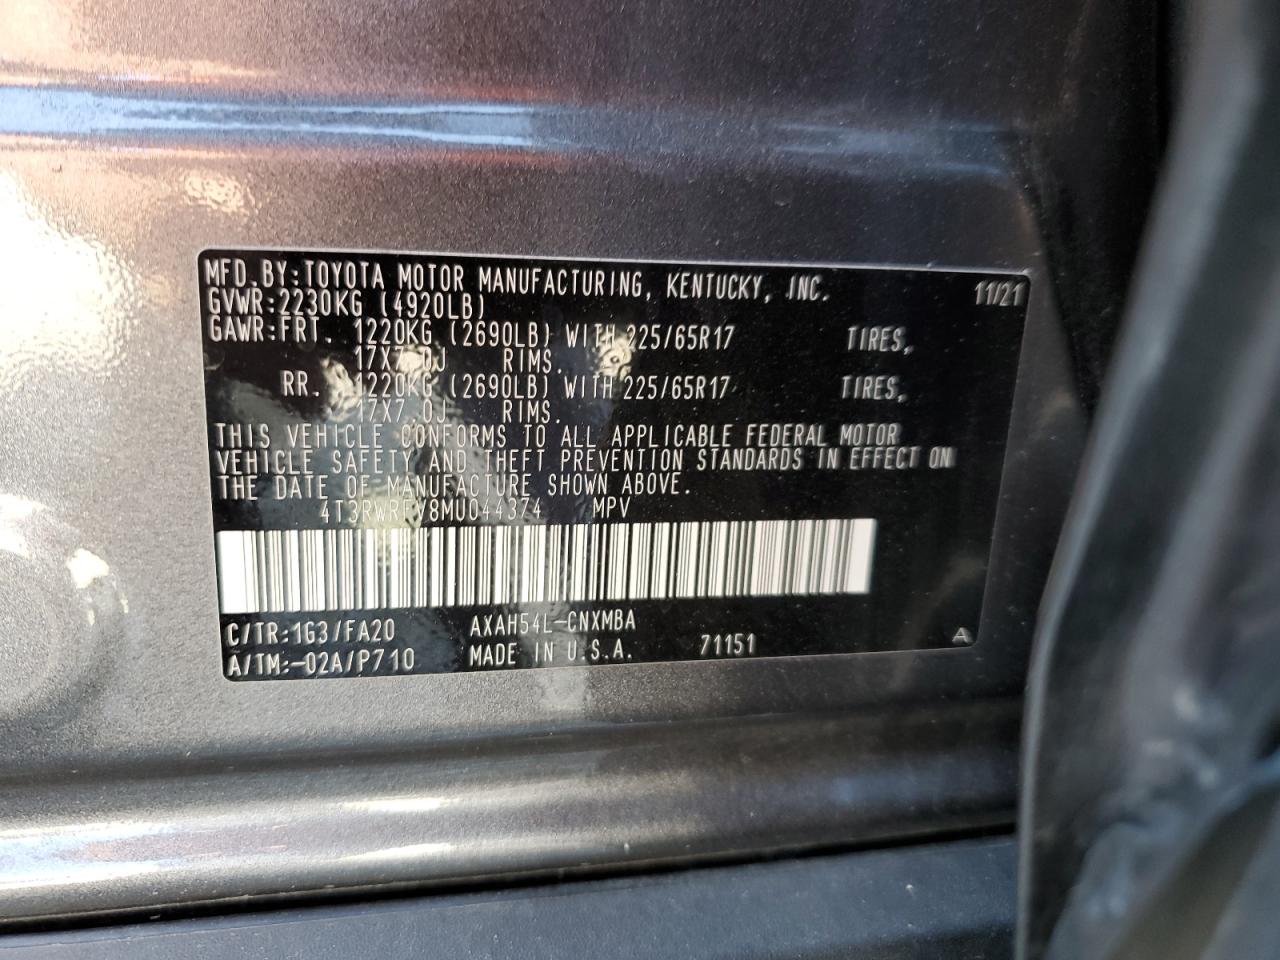 MFD.BY:TOYOTA MOTOR MANUFACTURING, KENTUCKY, INC. 11/21
GVWR:2230KG (4920LB)
GAWR:FRT. 1220KG (2690LB) WITH 225/65R17 TIRES,
17X7.0J RIMS.
RR. 1220KG (2690LB) WITH 225/65R17 TIRES,
17X7.0J RIMS.
THIS VEHICLE CONFORMS TO ALL APPLICABLE FEDERAL MOTOR
VEHICLE SAFETY AND THEFT PREVENTION STANDARDS IN EFFECT ON
THE DATE OF MANUFACTURE SHOWN ABOVE.
4T3RWRFV8MU044374 MPV
C/TR:1G3/FA20 AXAH54L-CNXMBA
A/TM:-02A/P710 MADE IN U.S.A. 71151 A